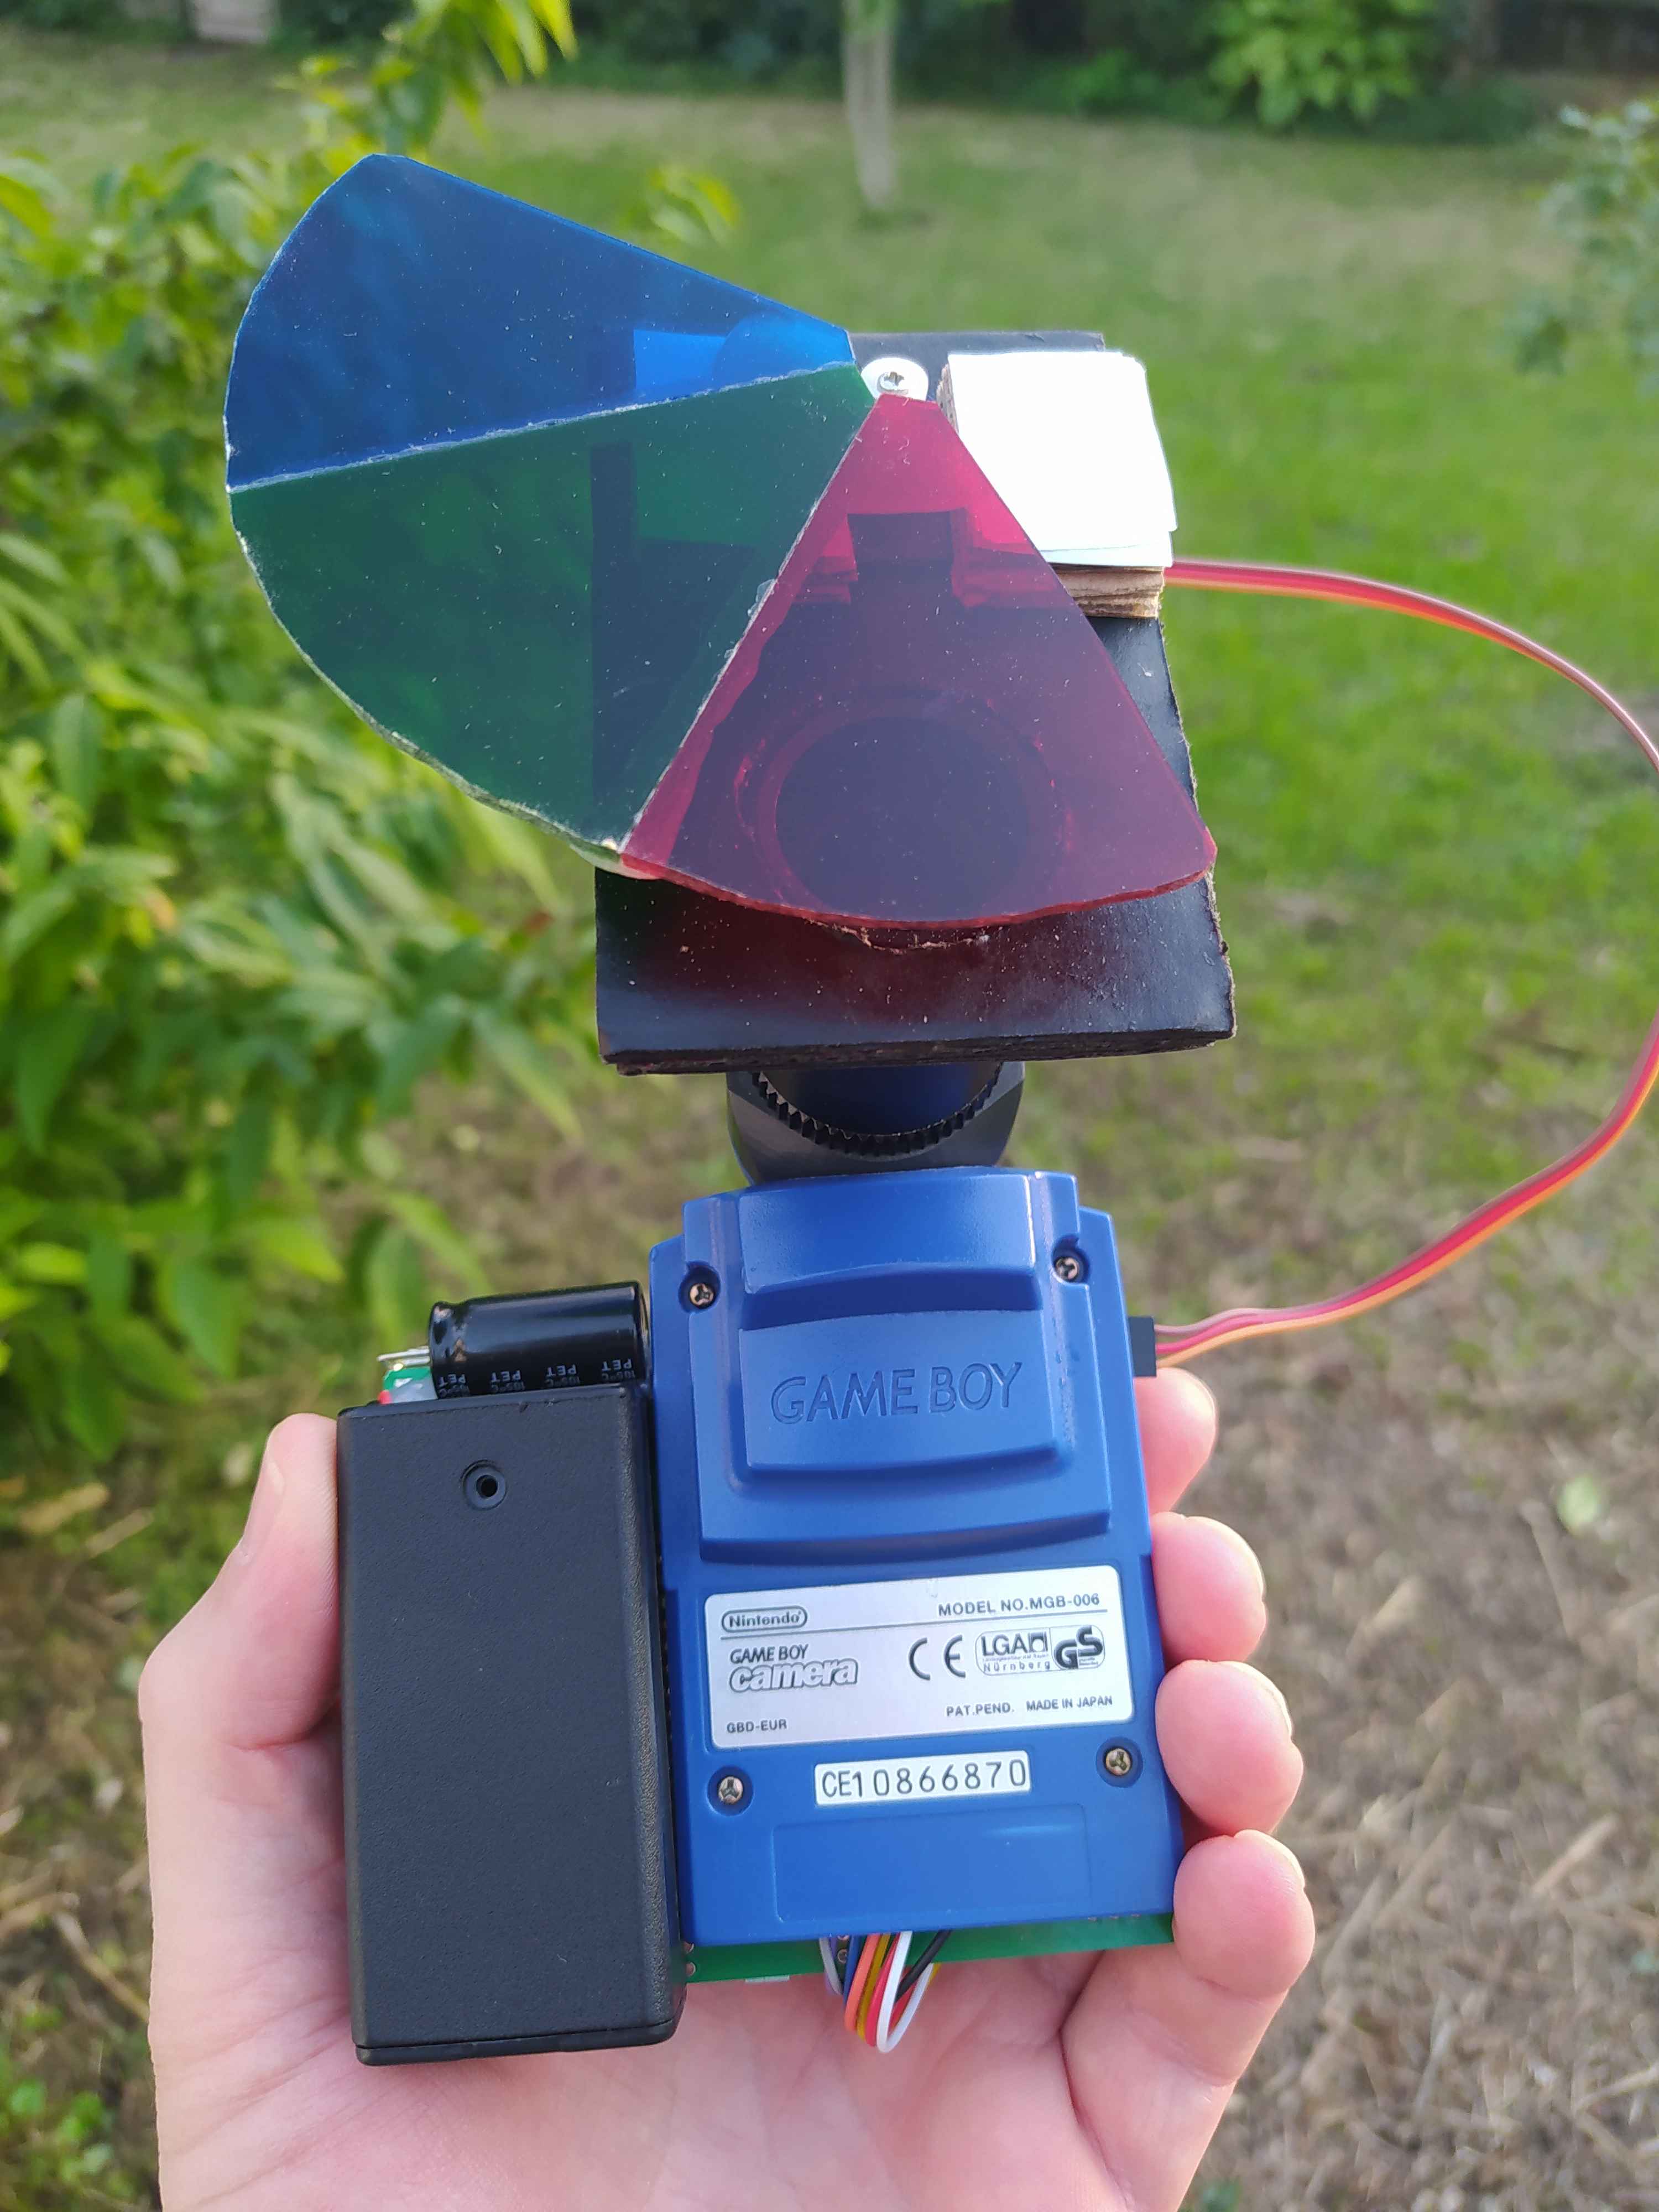 PET PET PET PET
105°C 105°C 105°C 105°C
GAME BOY
Nintendo
MODEL NO.MGB-006
GAME BOY
camera
CE LGA GS
Nürnberg
GBD-EUR
PAT.PEND. MADE IN JAPAN
CE10866870